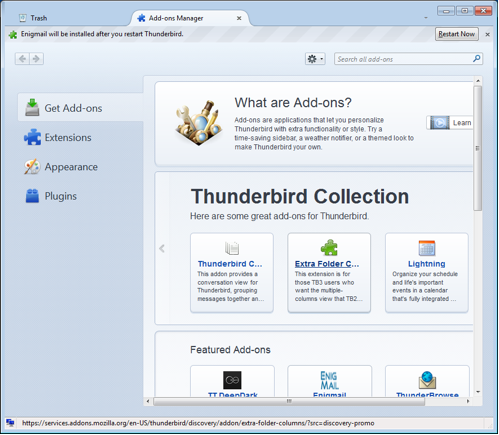 Trash
Add-ons Manager
Enigmail will be installed after you restart Thunderbird.
Restart Now
Search all add-ons
Get Add-ons
Extensions
Appearance
Plugins
What are Add-ons?
Add-ons are applications that let you personalize
Thunderbird with extra functionality or style. Try a
time-saving sidebar, a weather notifier, or a themed look to
make Thunderbird your own.
Learn
Thunderbird Collection
Here are some great add-ons for Thunderbird.
Thunderbird C...
This addon provides a
conversation view for
Thunderbird, grouping
messages together an...
Extra Folder C...
This extension is for
those TB3 users who
want the multiple-
columns view that TB2...
Lightning
Organize your schedule
and life's important
events in a calendar
that's fully integrated ...
Featured Add-ons
TT DeepDark
ENIG
MAIL
Enigmail
ThunderBrowse
https://services.addons.mozilla.org/en-US/thunderbird/discovery/addon/extra-folder-columns/?src=discovery-promo